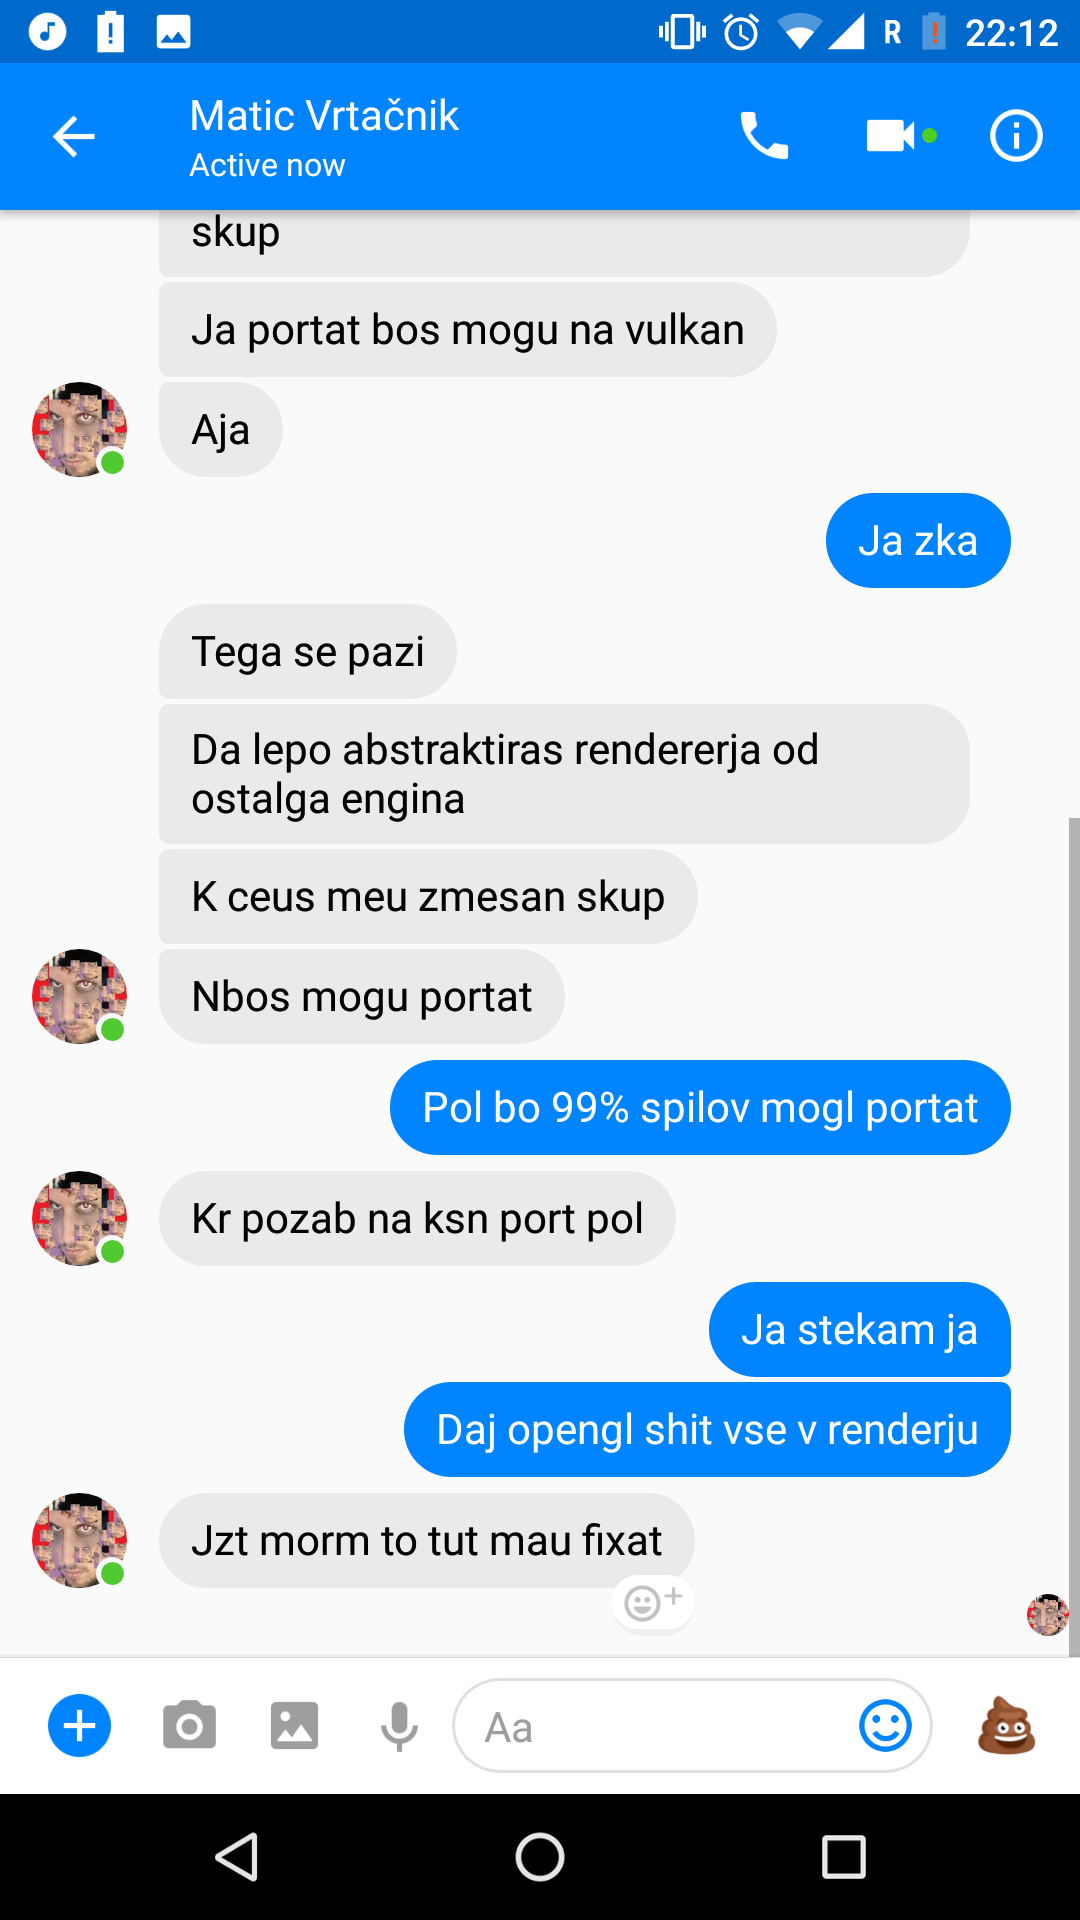 R 22:12
Matic Vrtačnik
Active now
skup
Ja portat bos mogu na vulkan
Aja
Ja zka
Tega se pazi
Da lepo abstraktiras rendererja od
ostalga engina
K ceus meu zmesan skup
Nbos mogu portat
Pol bo 99% spilov mogl portat
Kr pozab na ksn port pol
Ja stekam ja
Daj opengl shit vse v renderju
Jzt morm to tut mau fixat
Aa